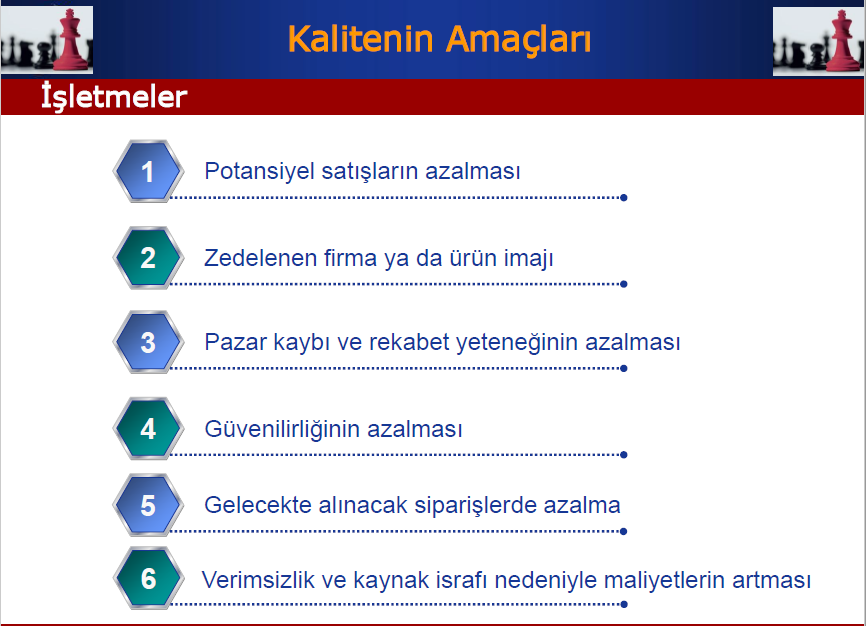 Kalitenin Amaçları
İşletmeler
1 Potansiyel satışların azalması
2 Zedelenen firma ya da ürün imajı
3 Pazar kaybı ve rekabet yeteneğinin azalması
4 Güvenilirliğinin azalması
5 Gelecekte alınacak siparişlerde azalma
6 Verimsizlik ve kaynak israfı nedeniyle maliyetlerin artması